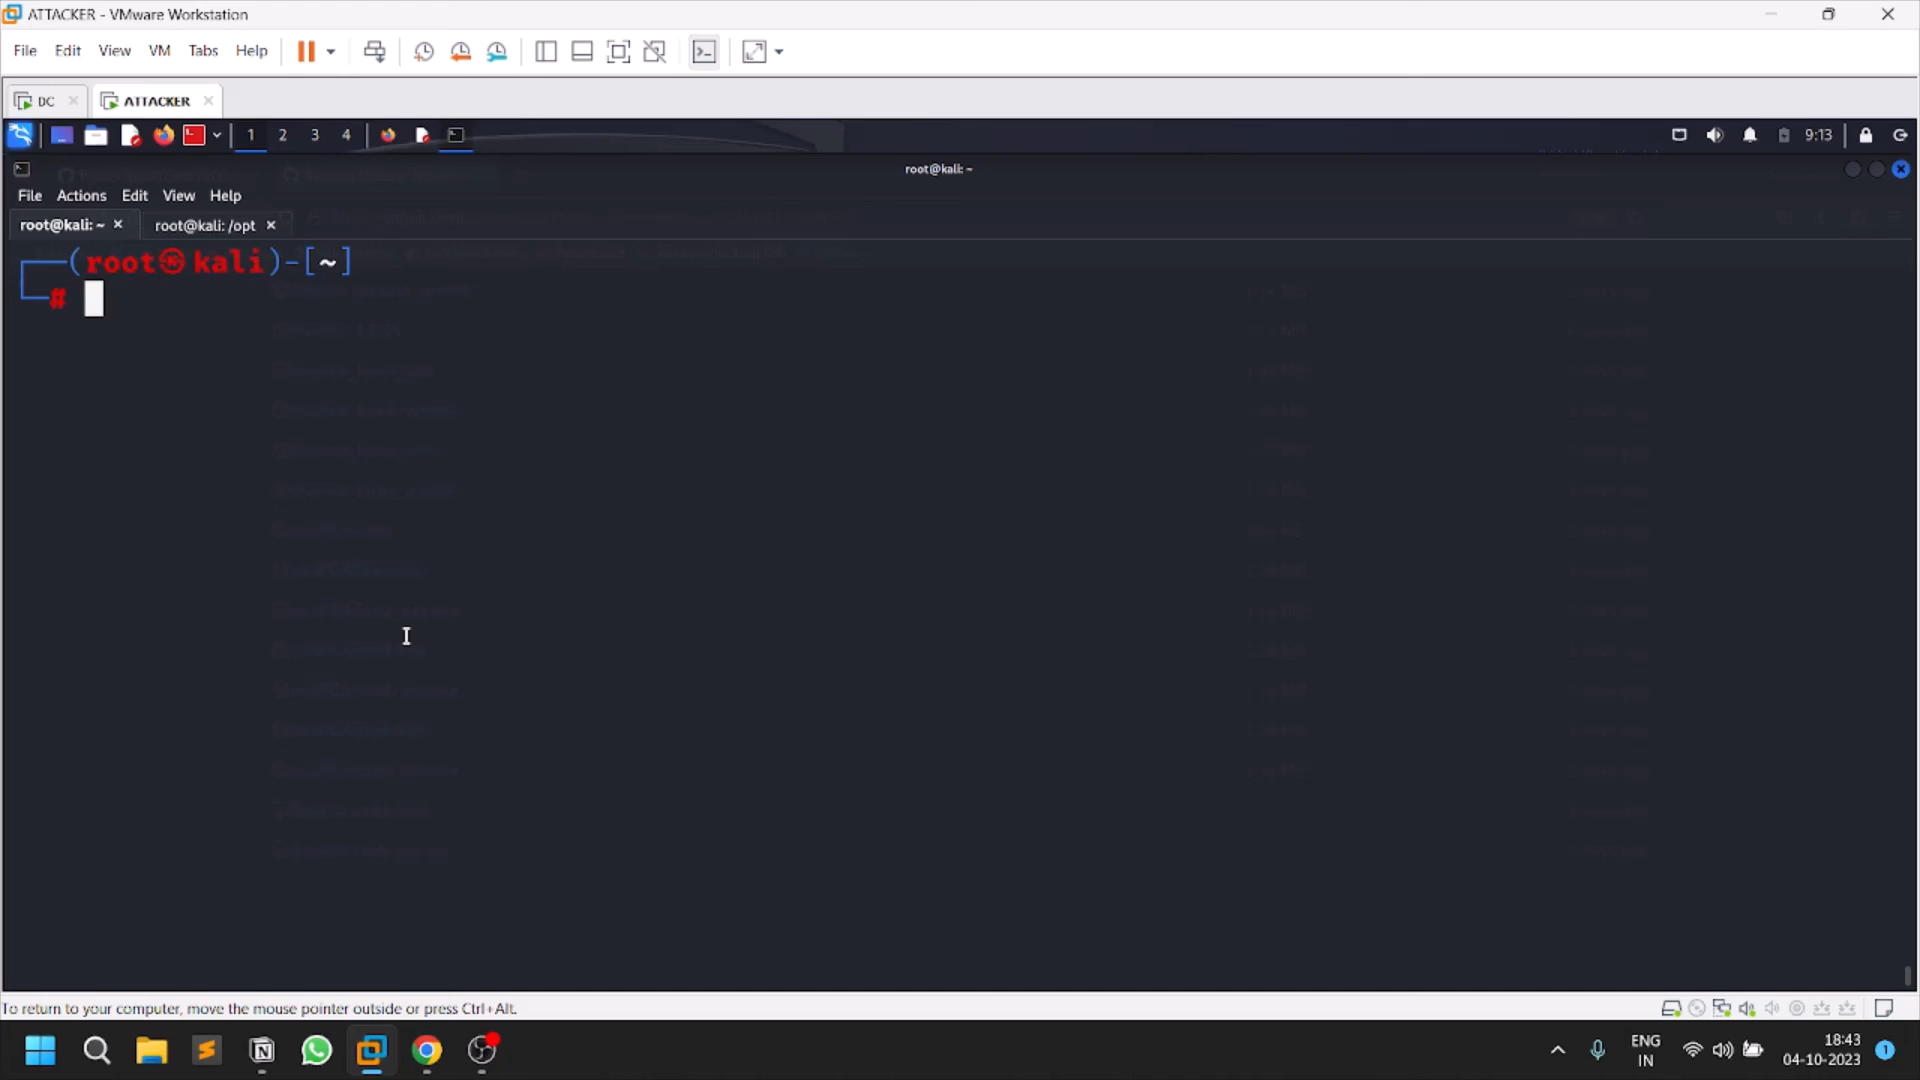 ATTACKER - VMware Workstation
File Edit View VM Tabs Help
DC ATTACKER
1 2 3 4 9:13
root@kali: ~
File Actions Edit View Help
root@kali: ~ root@kali: /opt
(root㉿kali)-[~]
#
To return to your computer, move the mouse pointer outside or press Ctrl+Alt.
ENG
IN
18:43
04-10-2023
1